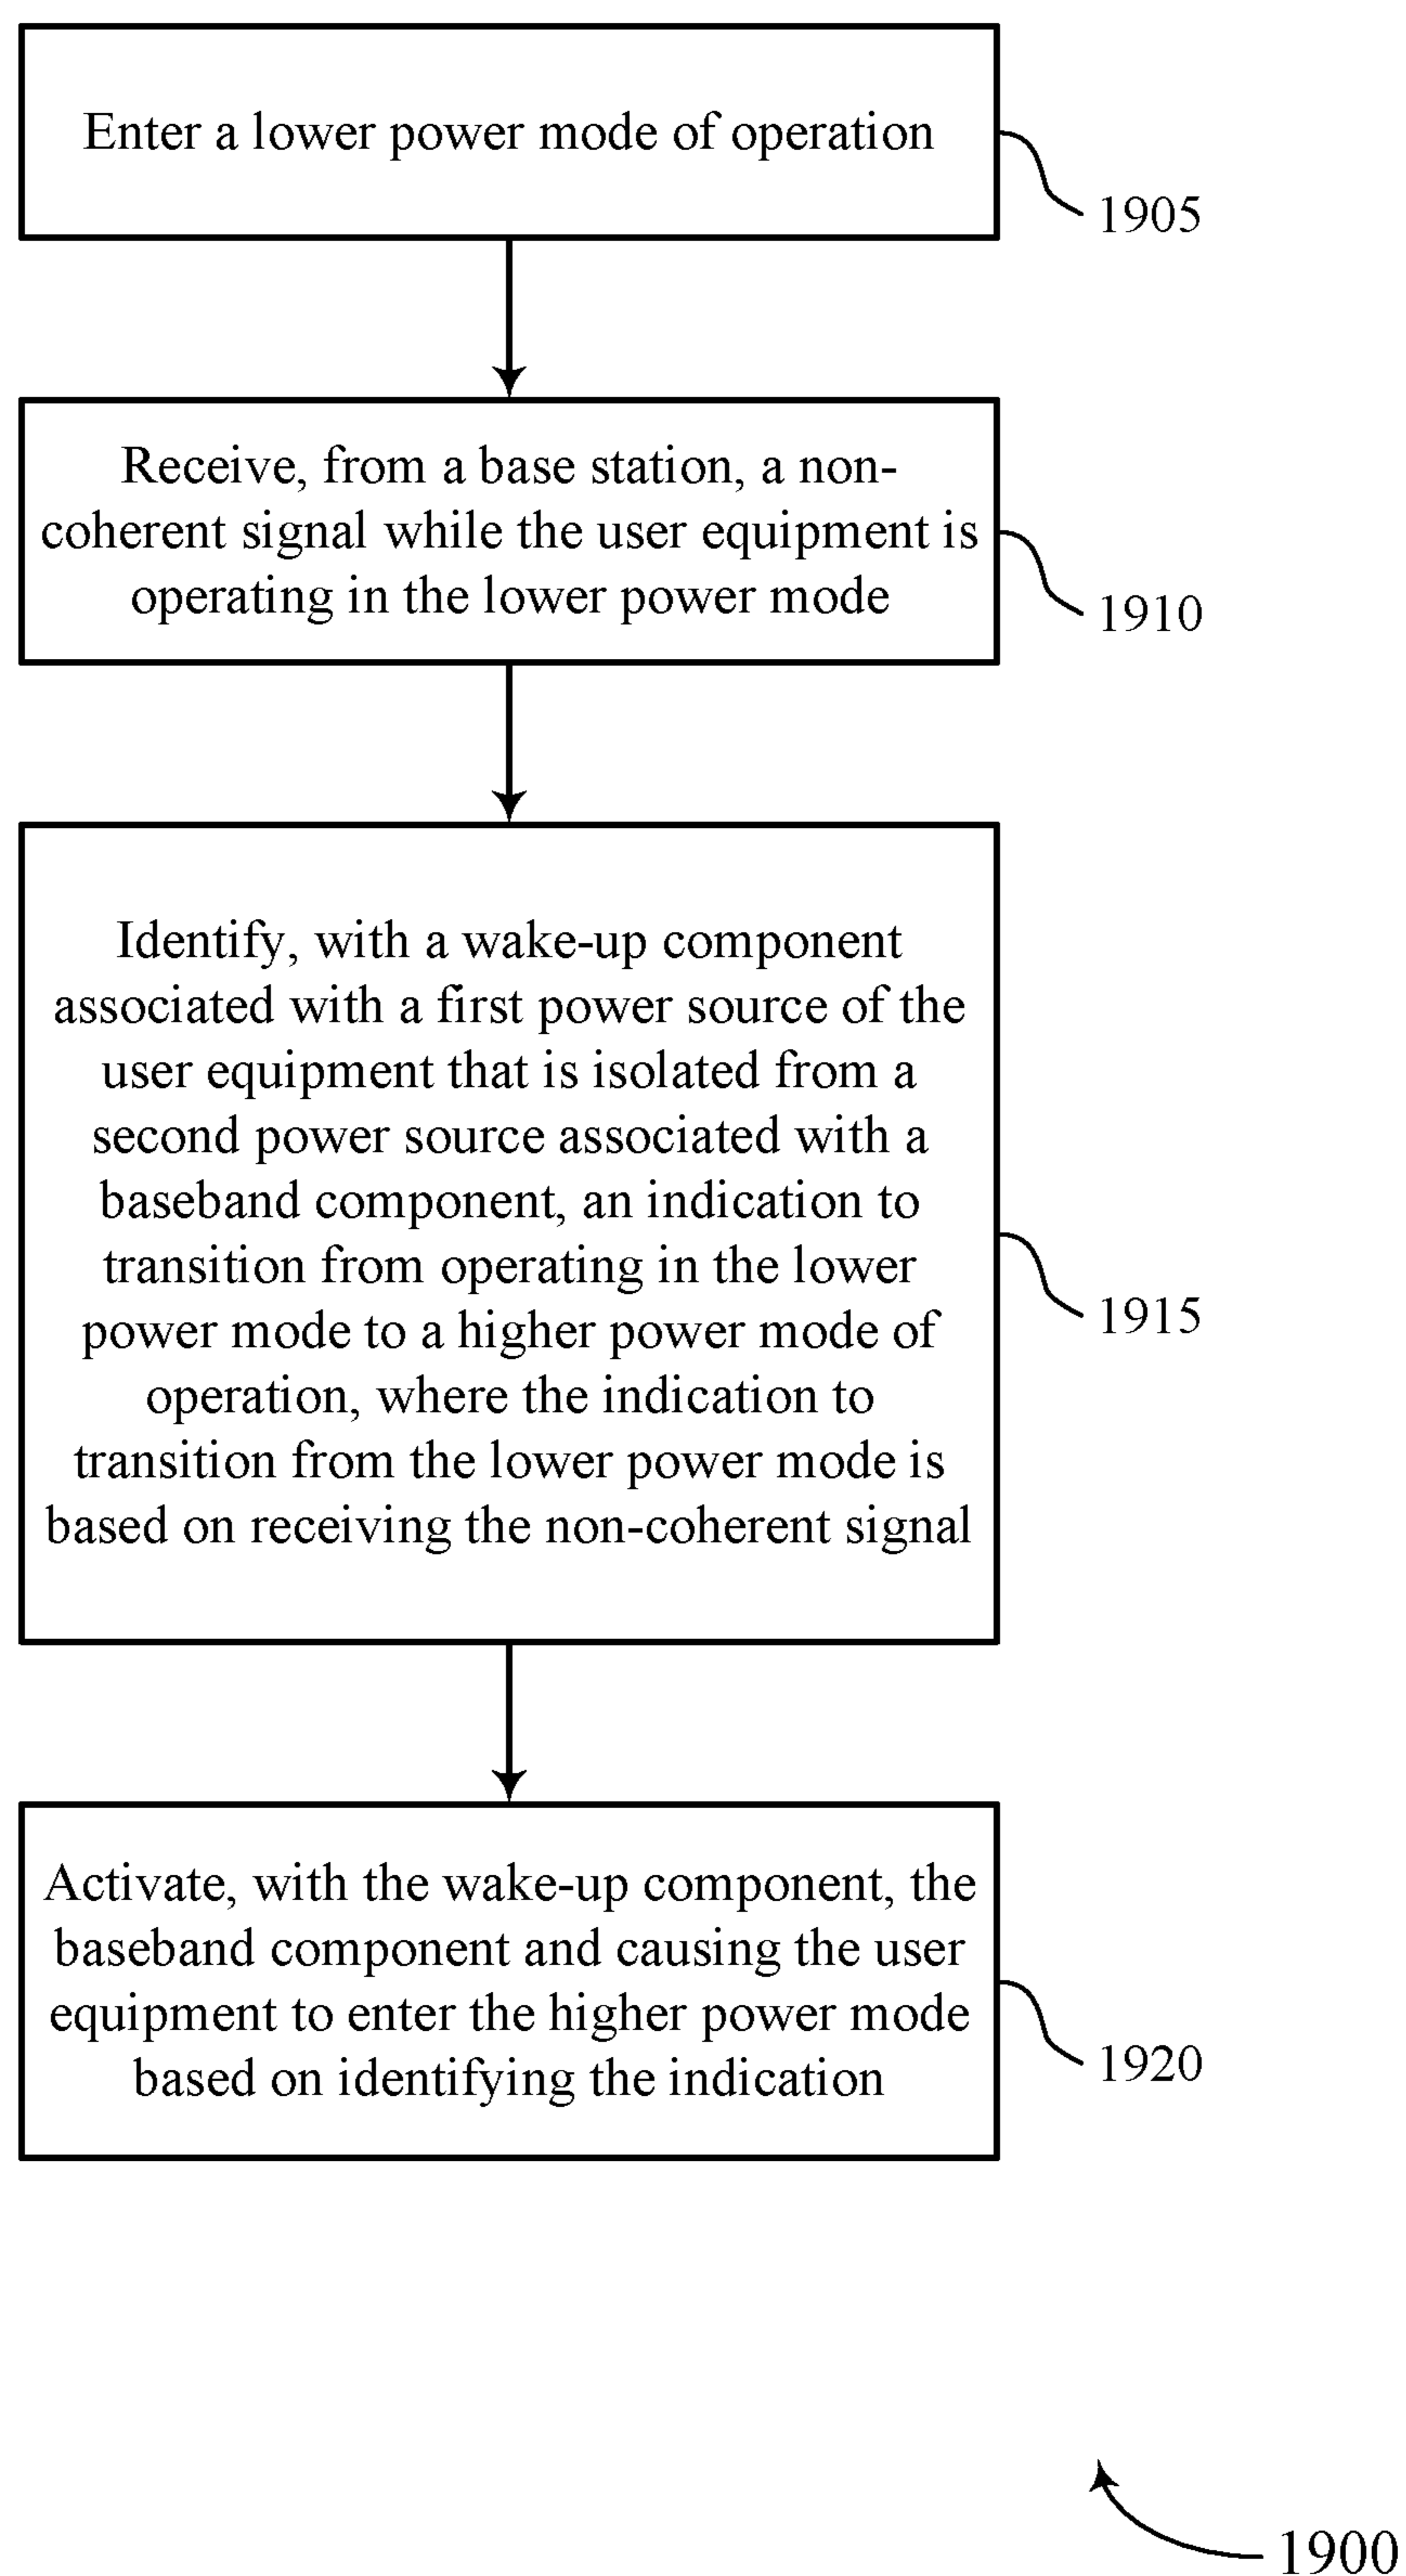 Enter a lower power mode of operation
1905
Receive, from a base station, a non-
coherent signal while the user equipment is
operating in the lower power mode
1910
Identify, with a wake-up component
associated with a first power source of the
user equipment that is isolated from a
second power source associated with a
baseband component, an indication to
transition from operating in the lower
power mode to a higher power mode of
operation, where the indication to
transition from the lower power mode is
based on receiving the non-coherent signal
1915
Activate, with the wake-up component, the
baseband component and causing the user
equipment to enter the higher power mode
based on identifying the indication
1920
1900